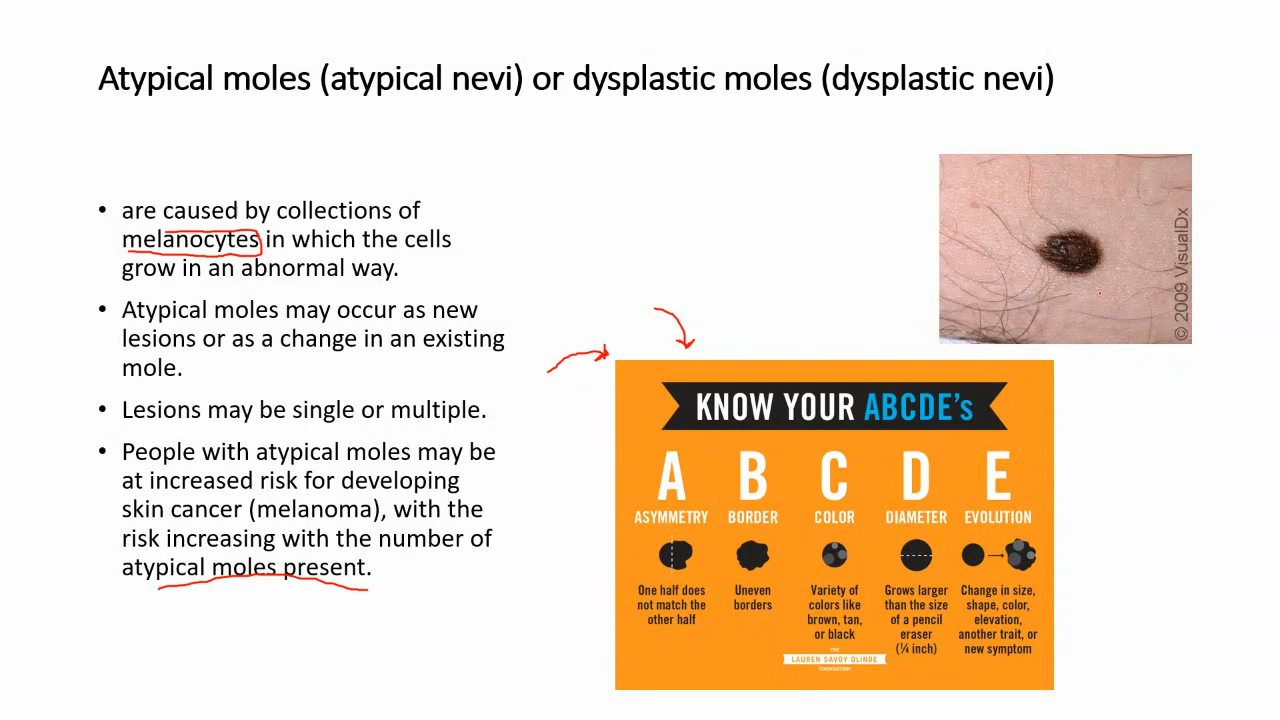 Atypical moles (atypical nevi) or dysplastic moles (dysplastic nevi)
• are caused by collections of
melanocytes in which the cells
grow in an abnormal way.
• Atypical moles may occur as new
lesions or as a change in an existing
mole.
• Lesions may be single or multiple.
• People with atypical moles may be
at increased risk for developing
skin cancer (melanoma), with the
risk increasing with the number of
atypical moles present.
© 2009 VisualDx
KNOW YOUR ABCDE's
A
ASYMMETRY
One half does
not match the
other half
B
BORDER
Uneven
borders
C
COLOR
Variety of
colors like
brown, tan,
or black
D
DIAMETER
Grows larger
than the size
of a pencil
eraser
(¼ inch)
E
EVOLUTION
Change in size,
shape, color,
elevation,
another trait, or
new symptom
THE
LAUREN SAVOY OLINDE
FOUNDATION